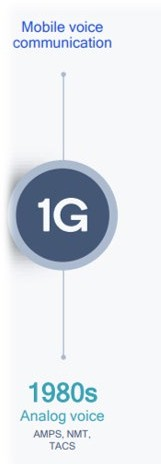 Mobile voice
communication
1G
1980s
Analog voice
AMPS, NMT,
TACS